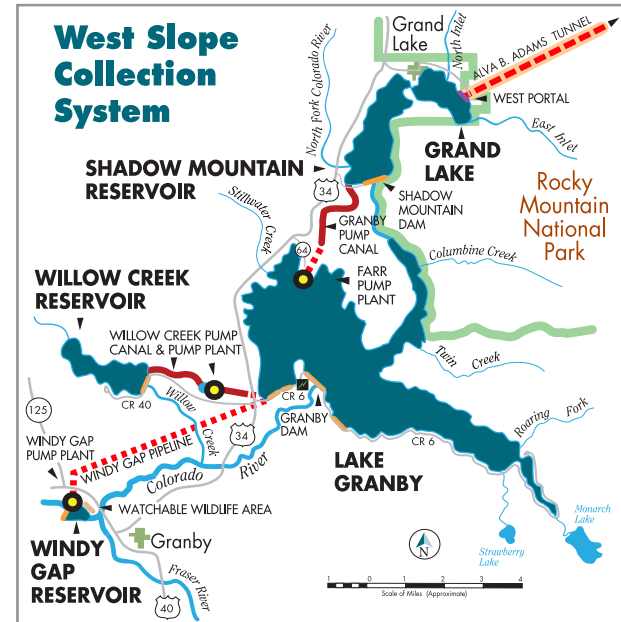 West Slope
Collection
System
Grand
Lake
North Inlet
ALVA B. ADAMS TUNNEL
WEST PORTAL
North Fork Colorado River
East Inlet
GRAND
LAKE
SHADOW MOUNTAIN
RESERVOIR
34
SHADOW
MOUNTAIN
DAM
Rocky
Mountain
National
Park
Stillwater
Creek
GRANBY
PUMP
CANAL
64
Columbine Creek
FARR
PUMP
PLANT
WILLOW CREEK
RESERVOIR
WILLOW CREEK PUMP
CANAL & PUMP PLANT
Twin
Creek
CR 40
Willow
Creek
CR 6
GRANBY
DAM
125
34
CR 6
Roaring
Fork
WINDY GAP
PUMP PLANT
WINDY GAP PIPELINE
Colorado
River
LAKE
GRANBY
WATCHABLE WILDLIFE AREA
Monarch
Lake
Strawberry
Lake
WINDY
GAP
RESERVOIR
Granby
N
Fraser River
40
1 0 1 2 3 4
Scale of Miles (Approximate)